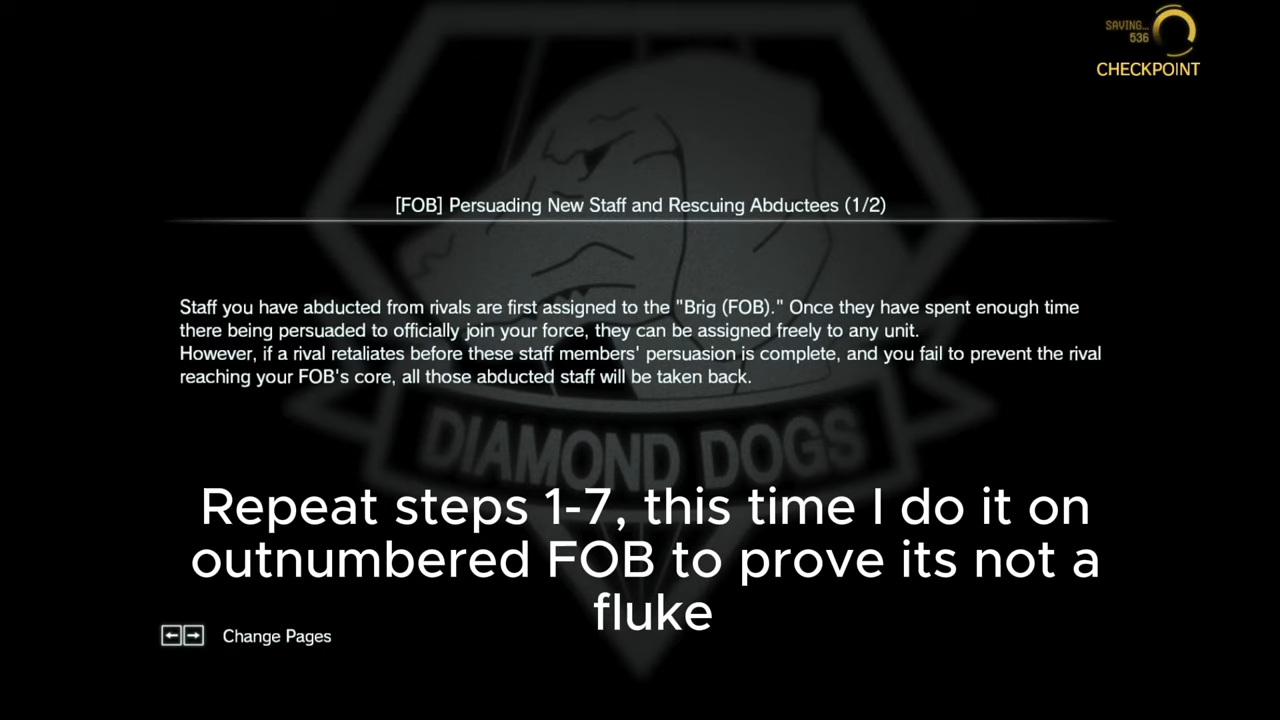 SAVING...
536
CHECKPOINT
[FOB] Persuading New Staff and Rescuing Abductees (1/2)
Staff you have abducted from rivals are first assigned to the "Brig (FOB)." Once they have spent enough time
there being persuaded to officially join your force, they can be assigned freely to any unit.
However, if a rival retaliates before these staff members' persuasion is complete, and you fail to prevent the rival
reaching your FOB's core, all those abducted staff will be taken back.
DIAMOND DOGS
Repeat steps 1-7, this time I do it on
outnumbered FOB to prove its not a
fluke
Change Pages